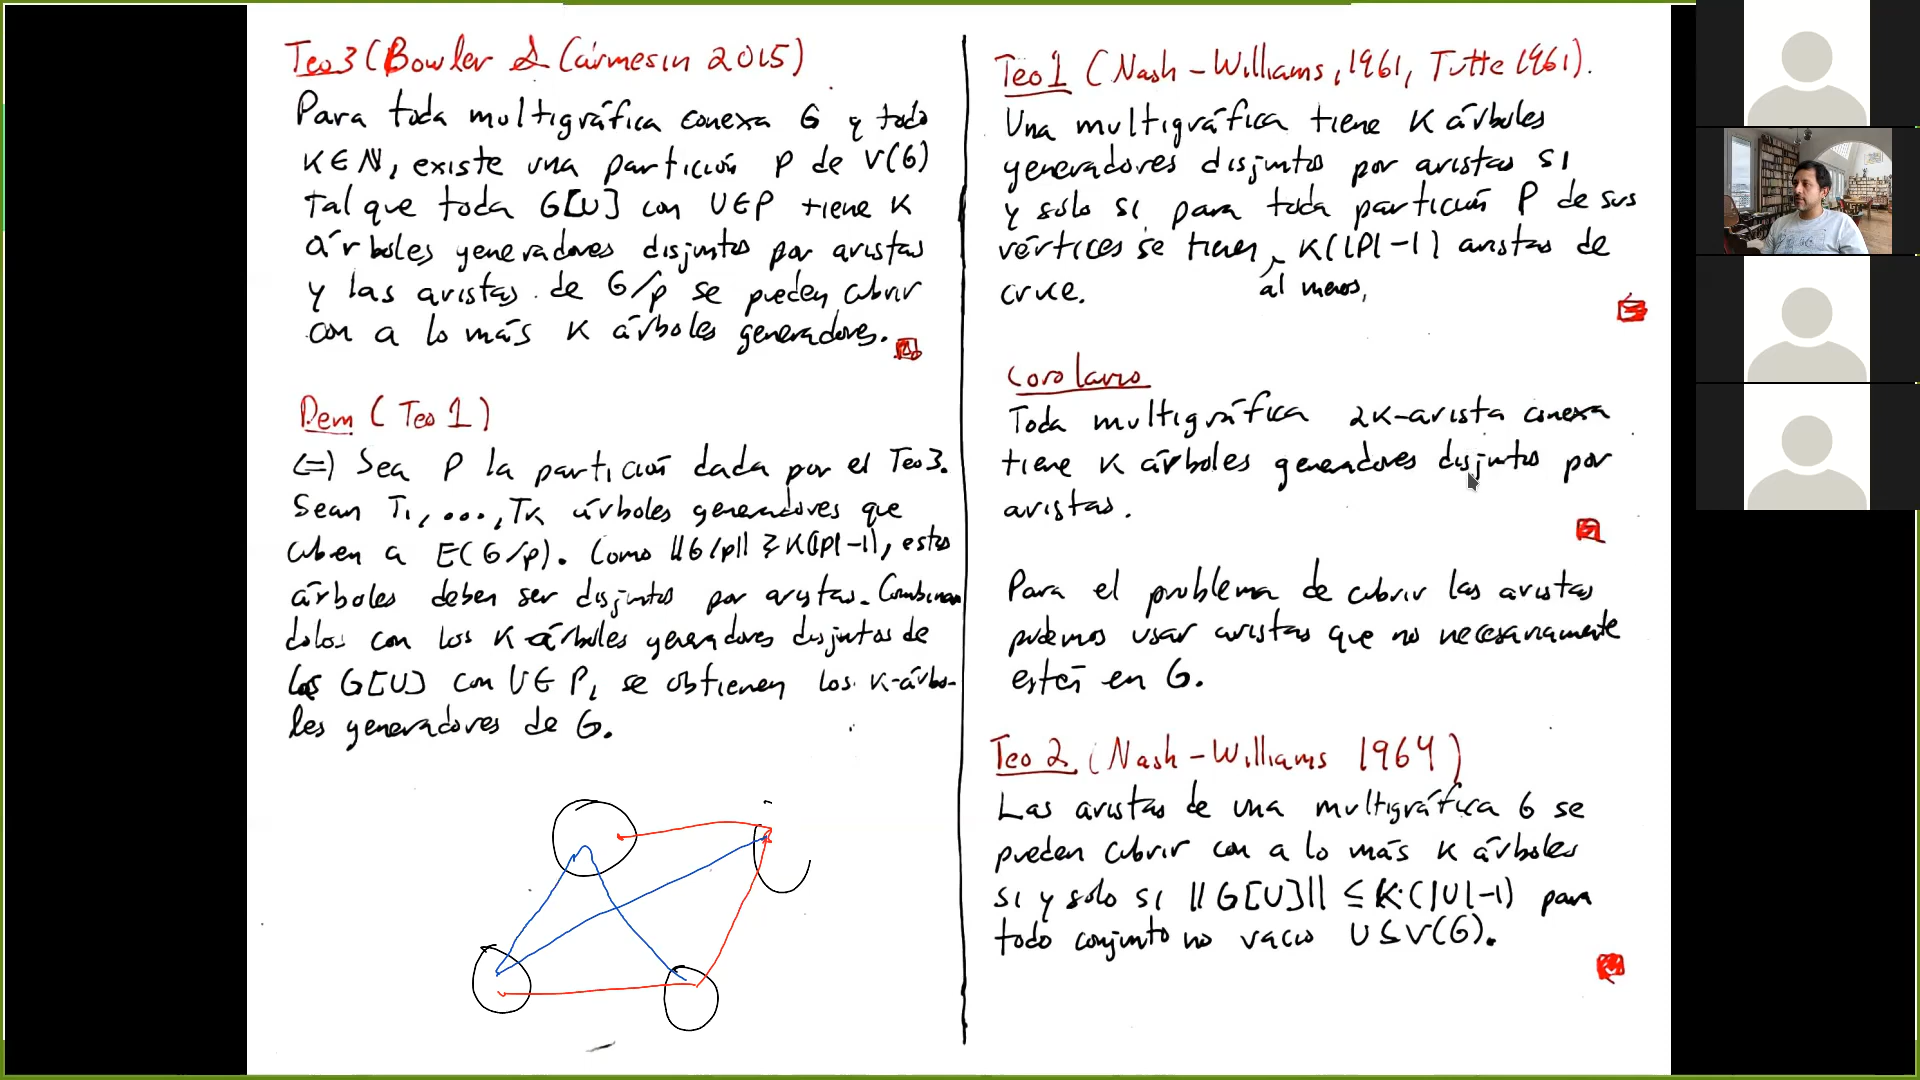 Teo3 (Bowler & Carmesin 2015)
Para toda multigráfica conexa G y todo
K∈N, existe una partición P de V(G)
tal que toda G[U] con U∈P tiene K
árboles generadores disjuntos por aristas
y las aristas de G/P se pueden cubrir
con a lo más K árboles generadores.
Dem (Teo 1)
(⇐) Sea P la partición dada por el Teo3.
Sean T1, ..., TK árboles generadores que
cubren a E(G/P). Como ||G/P|| ≥ K(|P|-1), estos
árboles deben ser disjuntos por aristas. Combinan
dolos con los K árboles generadores disjuntos de
los G[U] con U∈P, se obtienen los K-árbo-
les generadores de G.
Teo 1 (Nash-Williams, 1961, Tutte 1961).
Una multigráfica tiene K árboles
generadores disjuntos por aristas si
y solo si para toda partición P de sus
vértices se tienen K(|P|-1) aristas de
cruce. al menos,
Corolario
Toda multigráfica 2K-arista conexa
tiene K árboles generadores disjuntos por
aristas.
Para el problema de cubrir las aristas
podemos usar aristas que no necesariamente
estén en G.
Teo 2 (Nash-Williams 1964)
Las aristas de una multigráfica G se
pueden cubrir con a lo más K árboles
si y solo si ||G[U]|| ≤ K·(|U|-1) para
todo conjunto no vacío U⊆V(G).